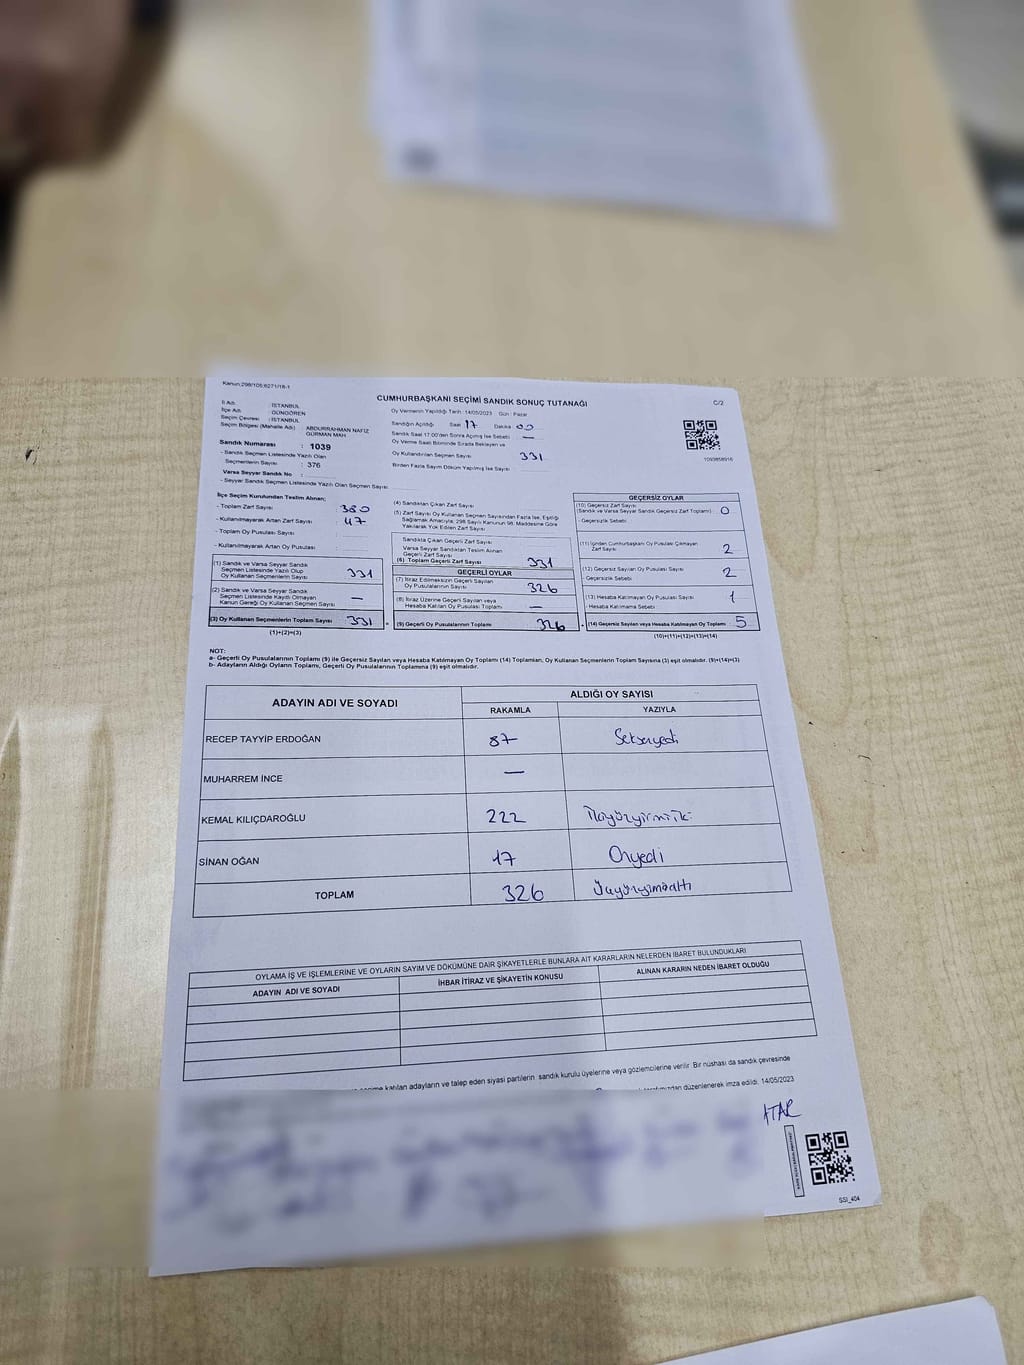 Kanun:298/105;6271/18-1
CUMHURBAŞKANI SEÇİMİ SANDIK SONUÇ TUTANAĞI
C/2
İl Adı : İSTANBUL
İlçe Adı : GÜNGÖREN
Seçim Çevresi : İSTANBUL
Seçim Bölgesi (Mahalle Adı) : ABDURRAHMAN NAFİZ GÜRMAN MAH
Sandık Numarası : 1039
- Sandık Seçmen Listesinde Yazılı Olan
Seçmenlerin Sayısı : 376
Varsa Seyyar Sandık No :
- Seyyar Sandık Seçmen Listesinde Yazılı Olan Seçmen Sayısı:
Oy Vermenin Yapıldığı Tarih : 14/05/2023 Gün : Pazar
Sandığın Açıldığı Saat 17 Dakika : 00
Sandık Saat 17:00'den Sonra Açılmış İse Sebebi : —
Oy Verme Saati Bitiminde Sırada Bekleyen ve
Oy Kullandırılan Seçmen Sayısı 331
Birden Fazla Sayım Döküm Yapılmış İse Sayısı :
1093858916
İlçe Seçim Kurulundan Teslim Alınan;
- Toplam Zarf Sayısı : 380
- Kullanılmayarak Artan Zarf Sayısı : 47
- Toplam Oy Pusulası Sayısı :
- Kullanılmayarak Artan Oy Pusulası :
(1) Sandık ve Varsa Seyyar Sandık
Seçmen Listesinde Yazılı Olup
Oy Kullanan Seçmenlerin Sayısı 331
(2) Sandık ve Varsa Seyyar Sandık
Seçmen Listesinde Kaydı Olmayan
Kanun Gereği Oy Kullanan Seçmen Sayısı —
(3) Oy Kullanan Seçmenlerin Toplam Sayısı 331
(1)+(2)=(3)
(4) Sandıktan Çıkan Zarf Sayısı
(5) Zarf Sayısı Oy Kullanan Seçmen Sayısından Fazla İse, Eşitliği
Sağlamak Amacıyla; 298 Sayılı Kanunun 98. Maddesine Göre
Yakılarak Yok Edilen Zarf Sayısı
Sandıkta Çıkan Geçerli Zarf Sayısı
Varsa Seyyar Sandıktan Teslim Alınan
Geçerli Zarf Sayısı
(6) Toplam Geçerli Zarf Sayısı 331
GEÇERLİ OYLAR
(7) İtiraz Edilmeksizin Geçerli Sayılan
Oy Pusulalarının Sayısı 326
(8) İtiraz Üzerine Geçerli Sayılan veya
Hesaba Katılan Oy Pusulası Toplamı —
(9) Geçerli Oy Pusulalarının Toplamı 326
GEÇERSİZ OYLAR
(10) Geçersiz Zarf Sayısı
(Sandık ve Varsa Seyyar Sandık Geçersiz Zarf Toplamı) : 0
- Geçersizlik Sebebi
(11) İçinden Cumhurbaşkanı Oy Pusulası Çıkmayan
Zarf Sayısı 2
(12) Geçersiz Sayılan Oy Pusulası Sayısı 2
- Geçersizlik Sebebi
(13) Hesaba Katılmayan Oy Pusulası Sayısı 1
Hesaba Katılmama Sebebi
(14) Geçersiz Sayılan veya Hesaba Katılmayan Oy Toplamı 5
(10)+(11)+(12)+(13)=(14)
NOT:
a- Geçerli Oy Pusulalarının Toplamı (9) ile Geçersiz Sayılan veya Hesaba Katılmayan Oy Toplamı (14) Toplamları, Oy Kullanan Seçmenlerin Toplam Sayısına (3) eşit olmalıdır. (9)+(14)=(3)
b- Adayların Aldığı Oyların Toplamı, Geçerli Oy Pusulalarının Toplamına (9) eşit olmalıdır.
ADAYIN ADI VE SOYADI ALDIĞI OY SAYISI
RAKAMLA YAZIYLA
RECEP TAYYİP ERDOĞAN 87 Seksenyedi
MUHARREM İNCE —
KEMAL KILIÇDAROĞLU 222 İkiyüzyirmiiki
SİNAN OĞAN 17 Onyedi
TOPLAM 326 Üçyüzyirmialtı
OYLAMA İŞ VE İŞLEMLERİNE VE OYLARIN SAYIM VE DÖKÜMÜNE DAİR ŞİKAYETLERLE BUNLARA AİT KARARLARIN NELERDEN İBARET BULUNDUKLARI
ADAYIN ADI VE SOYADI İHBAR İTİRAZ VE ŞİKAYETİN KONUSU ALINAN KARARIN NEDEN İBARET OLDUĞU
seçime katılan adayların ve talep eden siyasi partilerin sandık kurulu üyelerine veya gözlemcilerine verilir. Bir nüshası da sandık çevresinde
tarafımızdan düzenlenerek imza edildi. 14/05/2023
ATAR
SSI_404